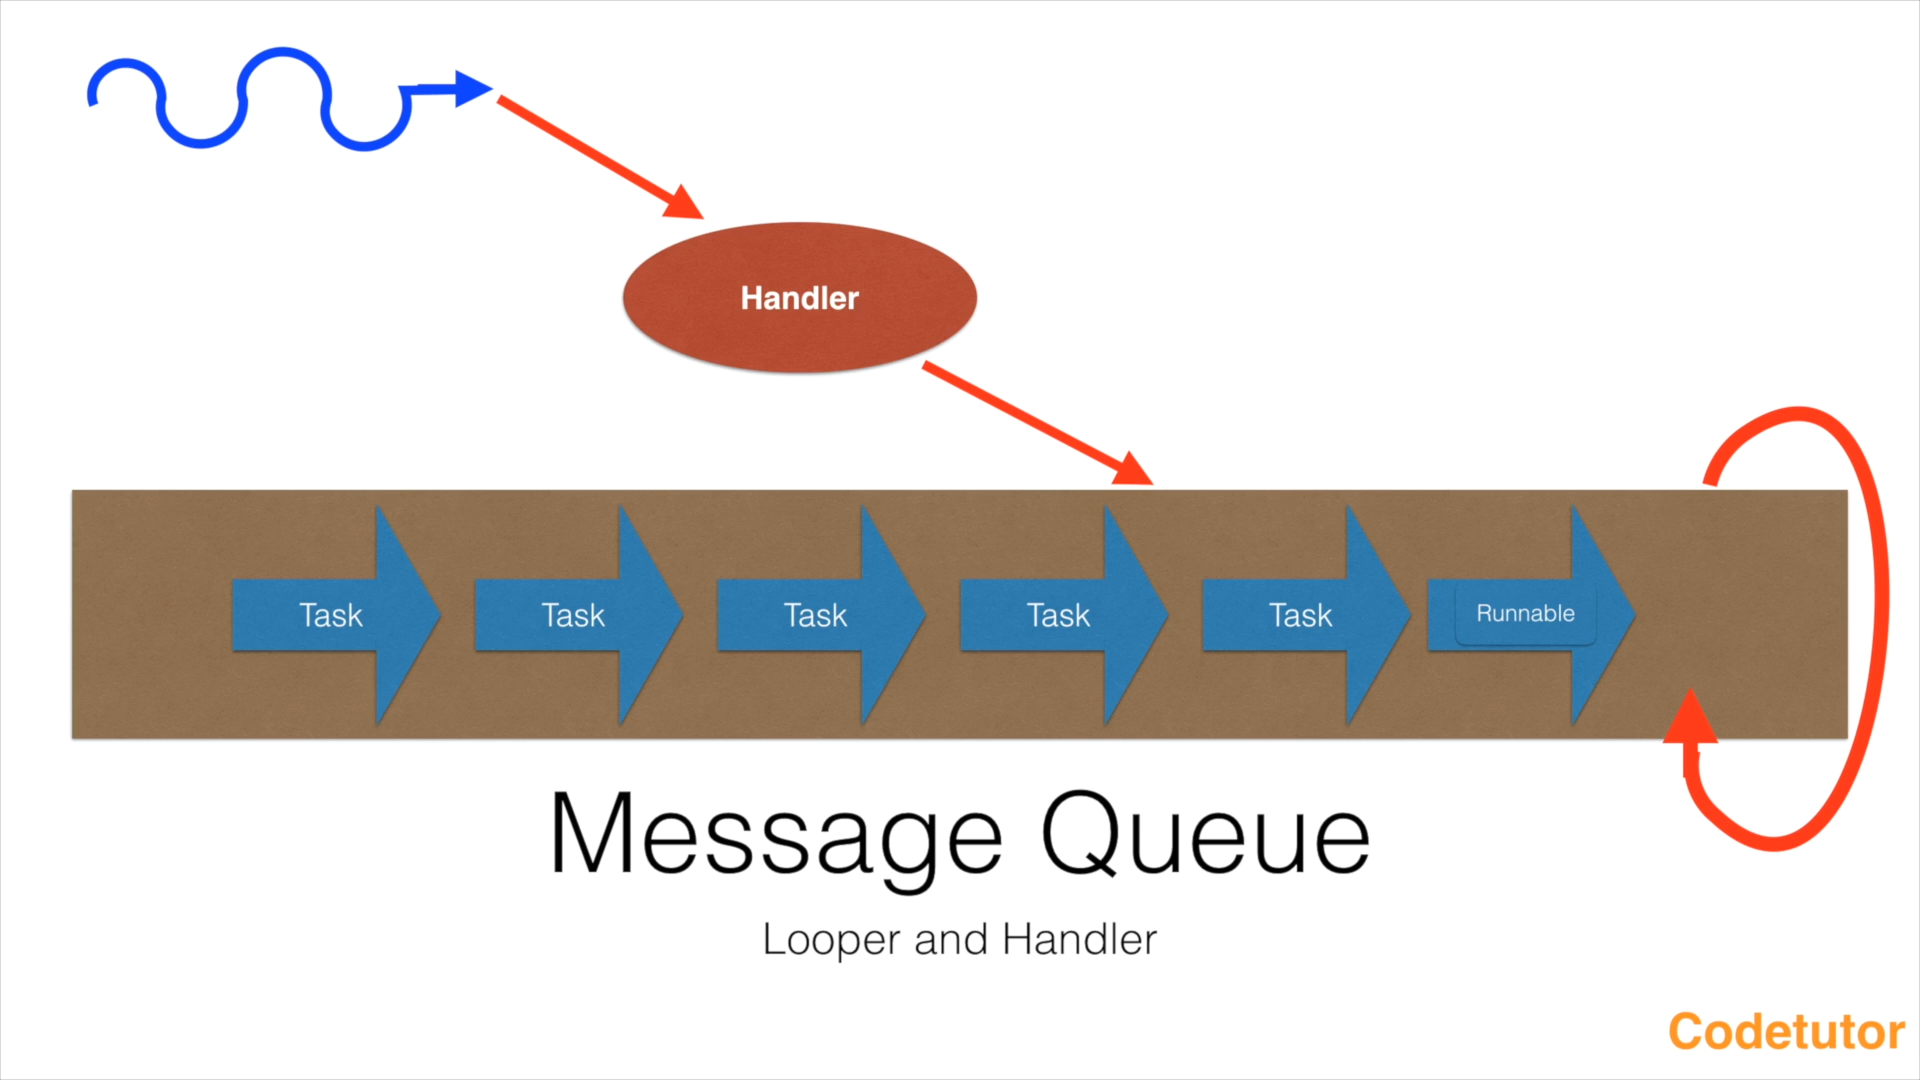 Handler
Task
Task
Task
Task
Task
Runnable
Message Queue
Looper and Handler
Codetutor